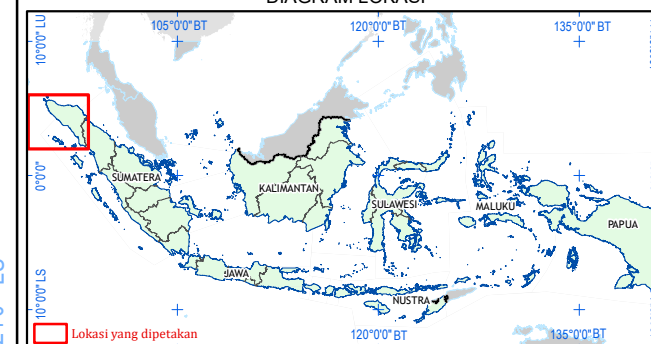 DIAGRAM LOKASI
105°0'0" BT
120°0'0" BT
135°0'0" BT
10°0'0" LU
0°0'0"
10°0'0" LS
SUMATERA
KALIMANTAN
SULAWESI
MALUKU
PAPUA
JAWA
NUSTRA
Lokasi yang dipetakan
120°0'0" BT
135°0'0" BT